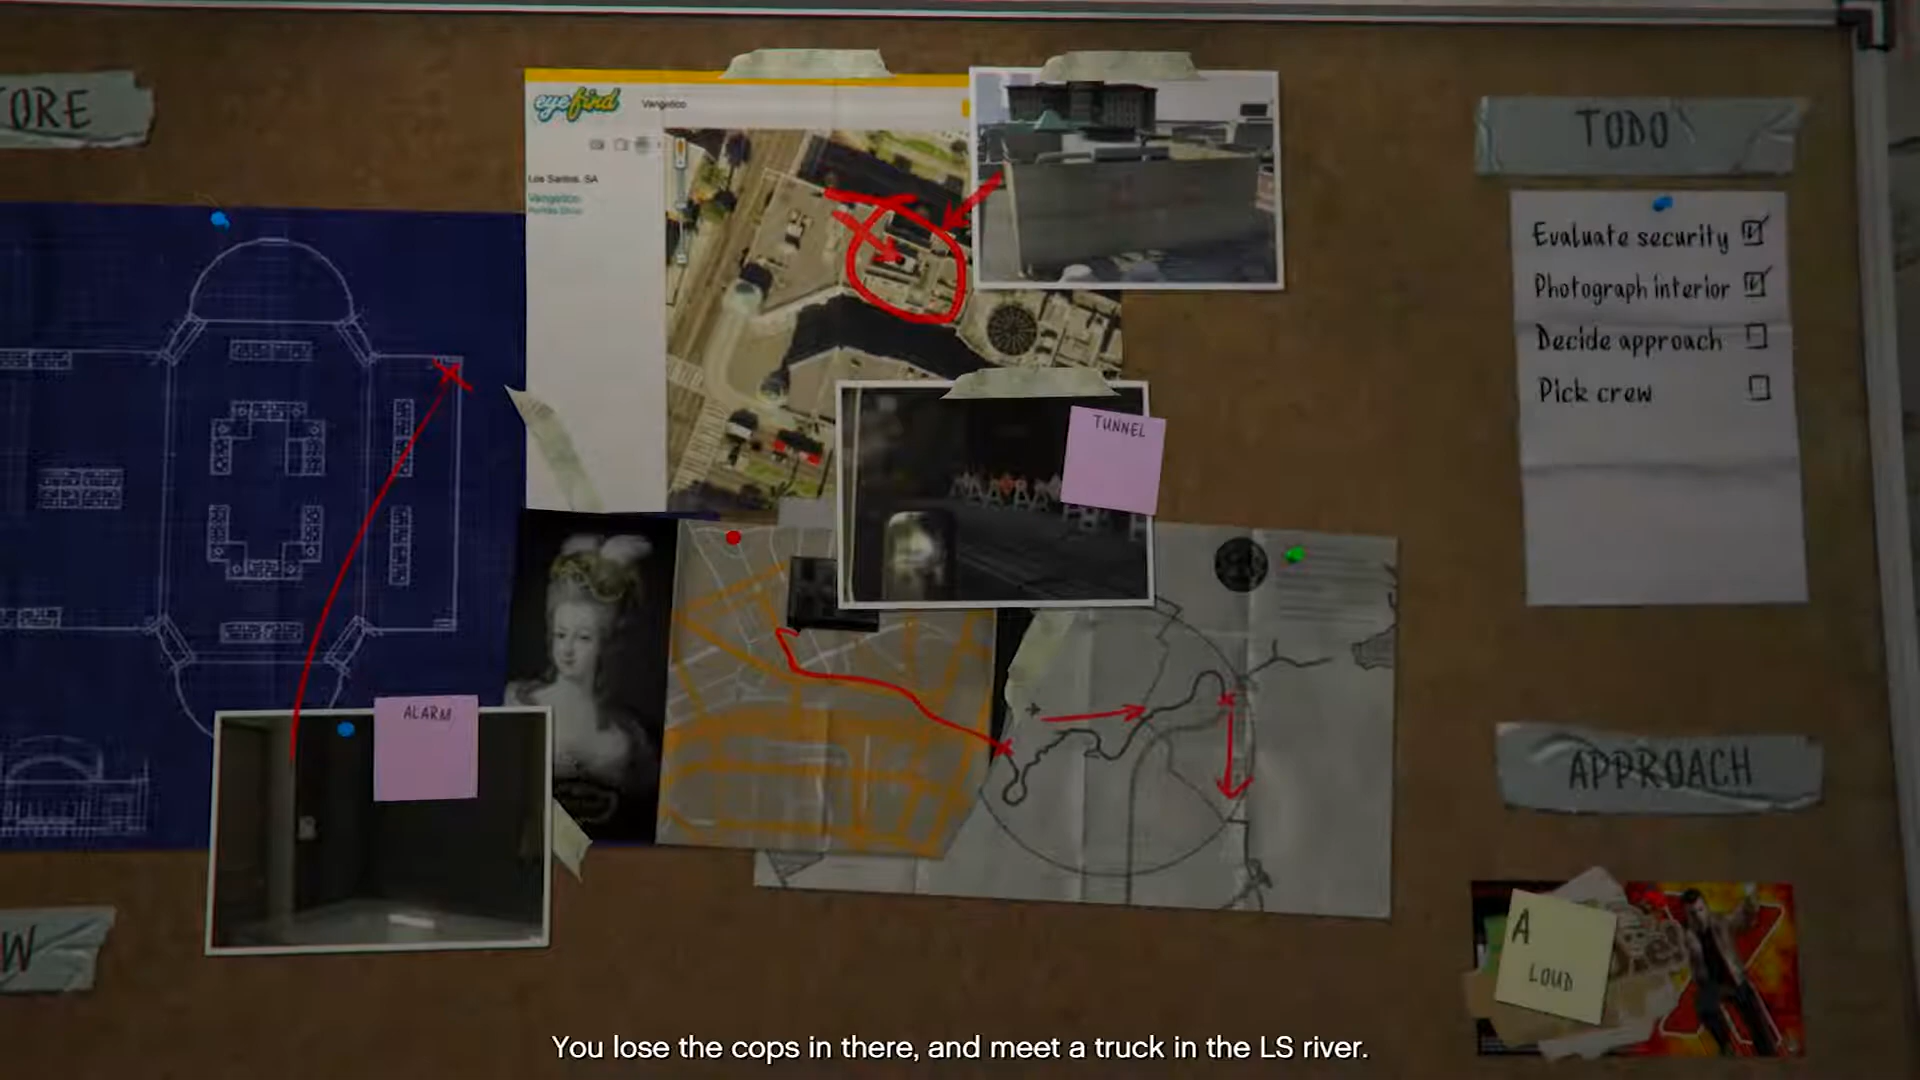 ORE
eyefind
Vangelico
Los Santos, SA
Vangelico
TODO
Evaluate security
Photograph interior
Decide approach
Pick crew
TUNNEL
ALARM
APPROACH
W
A
LOUD
You lose the cops in there, and meet a truck in the LS river.